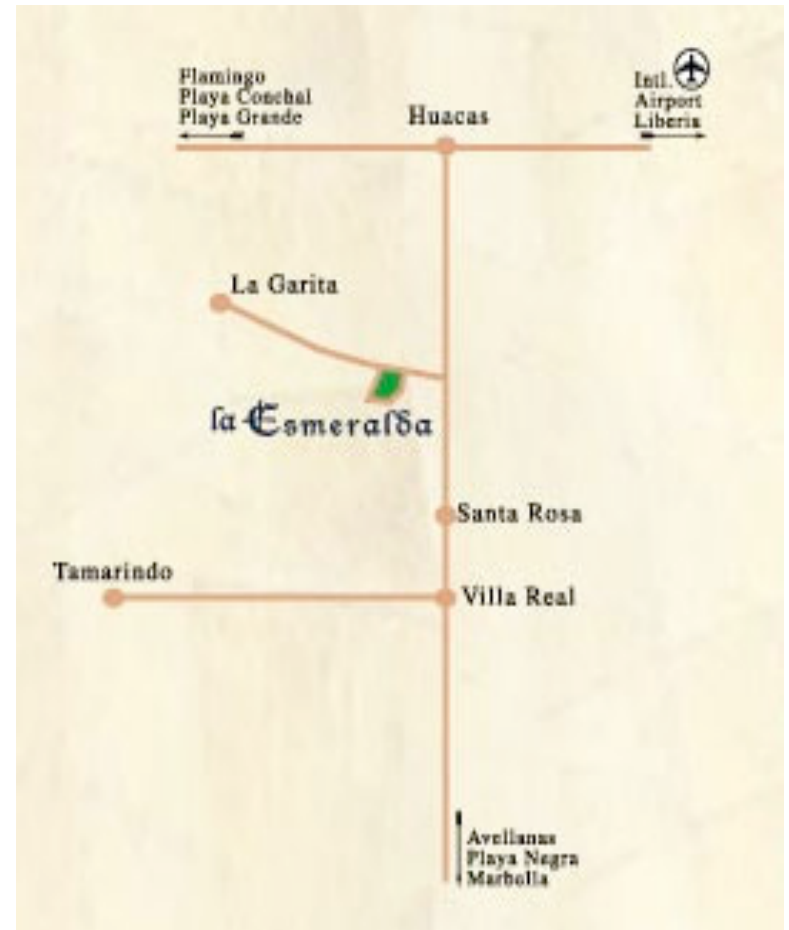 Flamingo
Playa Conchal
Playa Grande
Huacas
Intl.
Airport
Liberia
La Garita
la Esmeralda
Santa Rosa
Tamarindo
Villa Real
Avellanas
Playa Negra
Marbella